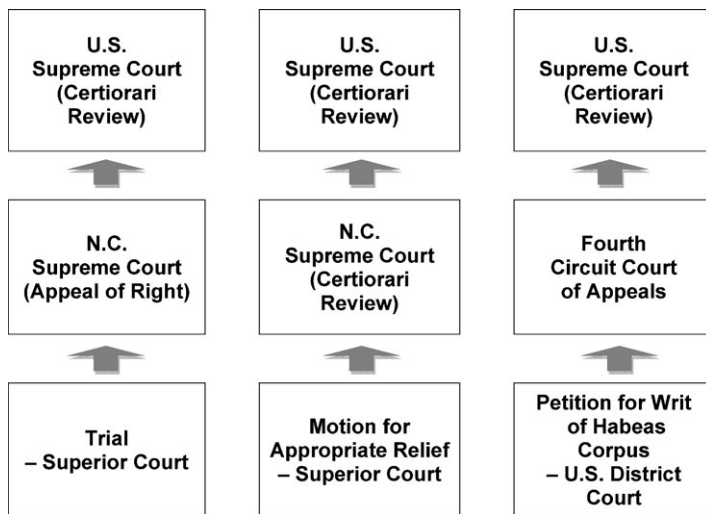 U.S.
Supreme Court
(Certiorari
Review)
U.S.
Supreme Court
(Certiorari
Review)
U.S.
Supreme Court
(Certiorari
Review)
N.C.
Supreme Court
(Appeal of Right)
N.C.
Supreme Court
(Certiorari
Review)
Fourth
Circuit Court
of Appeals
Trial
– Superior Court
Motion for
Appropriate Relief
– Superior Court
Petition for Writ
of Habeas
Corpus
– U.S. District
Court